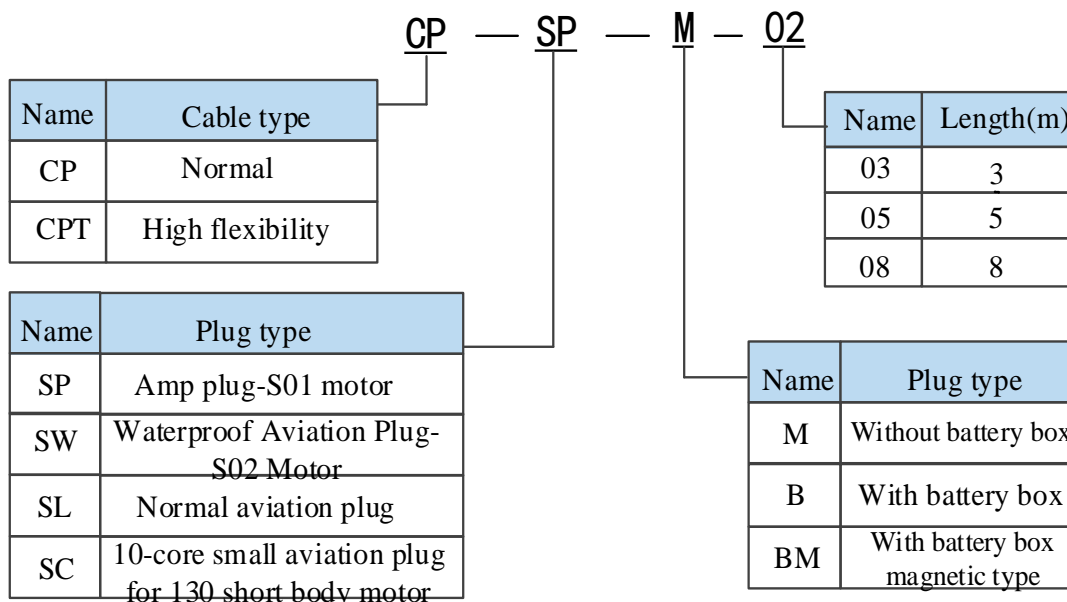 CP — SP — M — 02
Name Cable type
CP Normal
CPT High flexibility
Name Length(m)
03 3
05 5
08 8
Name Plug type
SP Amp plug-S01 motor
SW Waterproof Aviation Plug-
S02 Motor
SL Normal aviation plug
SC 10-core small aviation plug
for 130 short body motor
Name Plug type
M Without battery box
B With battery box
BM With battery box
magnetic type